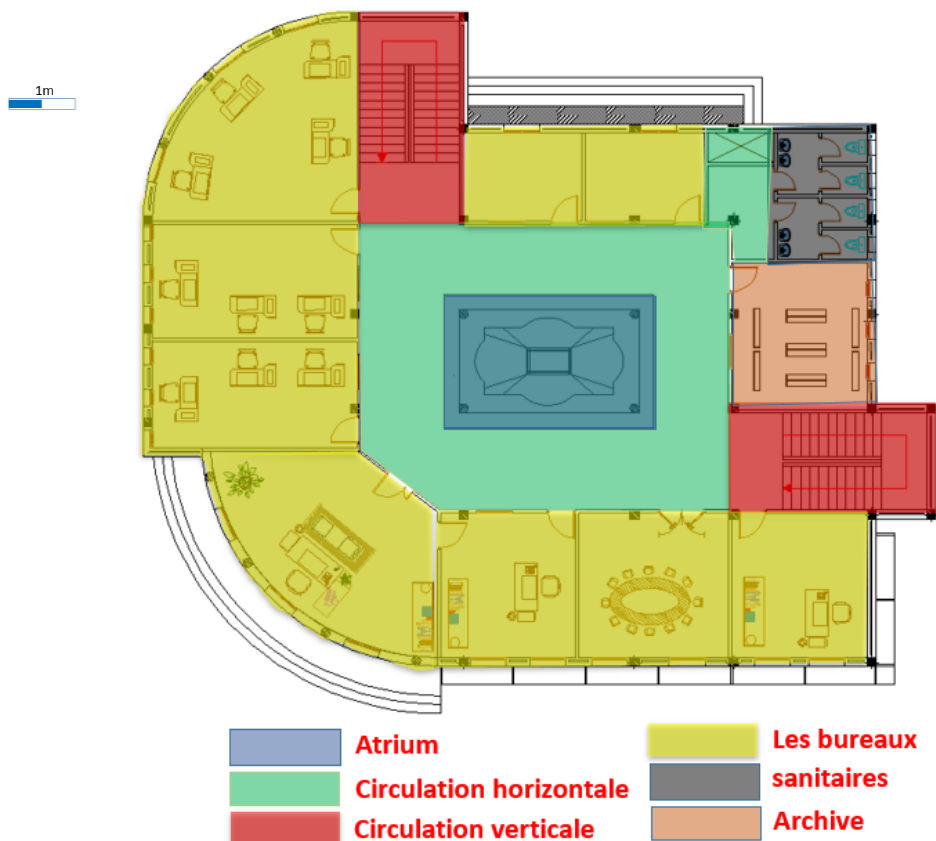 1m
Atrium
Circulation horizontale
Circulation verticale
Les bureaux
sanitaires
Archive